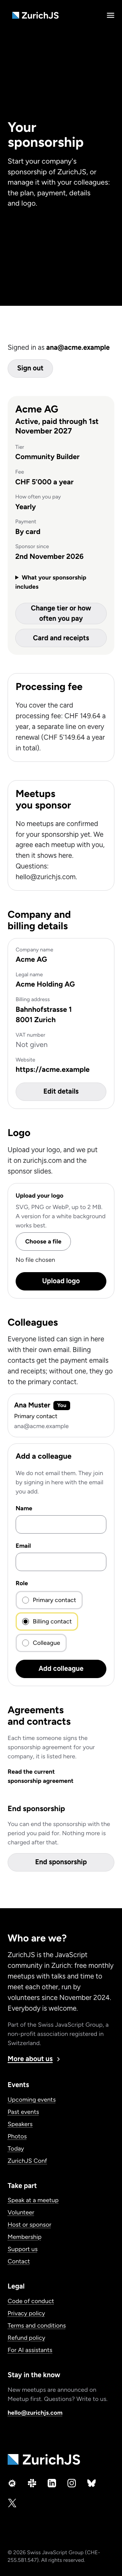 ZurichJS
Your
sponsorship
Start your company's
sponsorship of ZurichJS, or
manage it with your colleagues:
the plan, payment, details
and logo.
Signed in as ana@acme.example
Sign out
Acme AG
Active, paid through 1st
November 2027
Tier
Community Builder
Fee
CHF 5'000 a year
How often you pay
Yearly
Payment
By card
Sponsor since
2nd November 2026
What your sponsorship
includes
Change tier or how
often you pay
Card and receipts
Processing fee
You cover the card
processing fee: CHF 149.64 a
year, a separate line on every
renewal (CHF 5'149.64 a year
in total).
Meetups
you sponsor
No meetups are confirmed
for your sponsorship yet. We
agree each meetup with you,
then it shows here.
Questions:
hello@zurichjs.com.
Company and
billing details
Company name
Acme AG
Legal name
Acme Holding AG
Billing address
Bahnhofstrasse 1
8001 Zurich
VAT number
Not given
Website
https://acme.example
Edit details
Logo
Upload your logo, and we put
it on zurichjs.com and the
sponsor slides.
Upload your logo
SVG, PNG or WebP, up to 2 MB.
A version for a white background
works best.
Choose a file
No file chosen
Upload logo
Colleagues
Everyone listed can sign in here
with their own email. Billing
contacts get the payment emails
and receipts; without one, they go
to the primary contact.
Ana Muster You
Primary contact
ana@acme.example
Add a colleague
We do not email them. They join
by signing in here with the email
you add.
Name
Email
Role
Primary contact
Billing contact
Colleague
Add colleague
Agreements
and contracts
Each time someone signs the
sponsorship agreement for your
company, it is listed here.
Read the current
sponsorship agreement
End sponsorship
You can end the sponsorship with the
period you paid for. Nothing more is
charged after that.
End sponsorship
Who are we?
ZurichJS is the JavaScript
community in Zurich: free monthly
meetups with talks and time to
meet each other, run by
volunteers since November 2024.
Everybody is welcome.
Part of the Swiss JavaScript Group, a
non-profit association registered in
Switzerland.
More about us
Events
Upcoming events
Past events
Speakers
Photos
Today
ZurichJS Conf
Take part
Speak at a meetup
Volunteer
Host or sponsor
Membership
Support us
Contact
Legal
Code of conduct
Privacy policy
Terms and conditions
Refund policy
For AI assistants
Stay in the know
New meetups are announced on
Meetup first. Questions? Write to us.
hello@zurichjs.com
ZurichJS
© 2026 Swiss JavaScript Group (CHE-
255.581.547). All rights reserved.